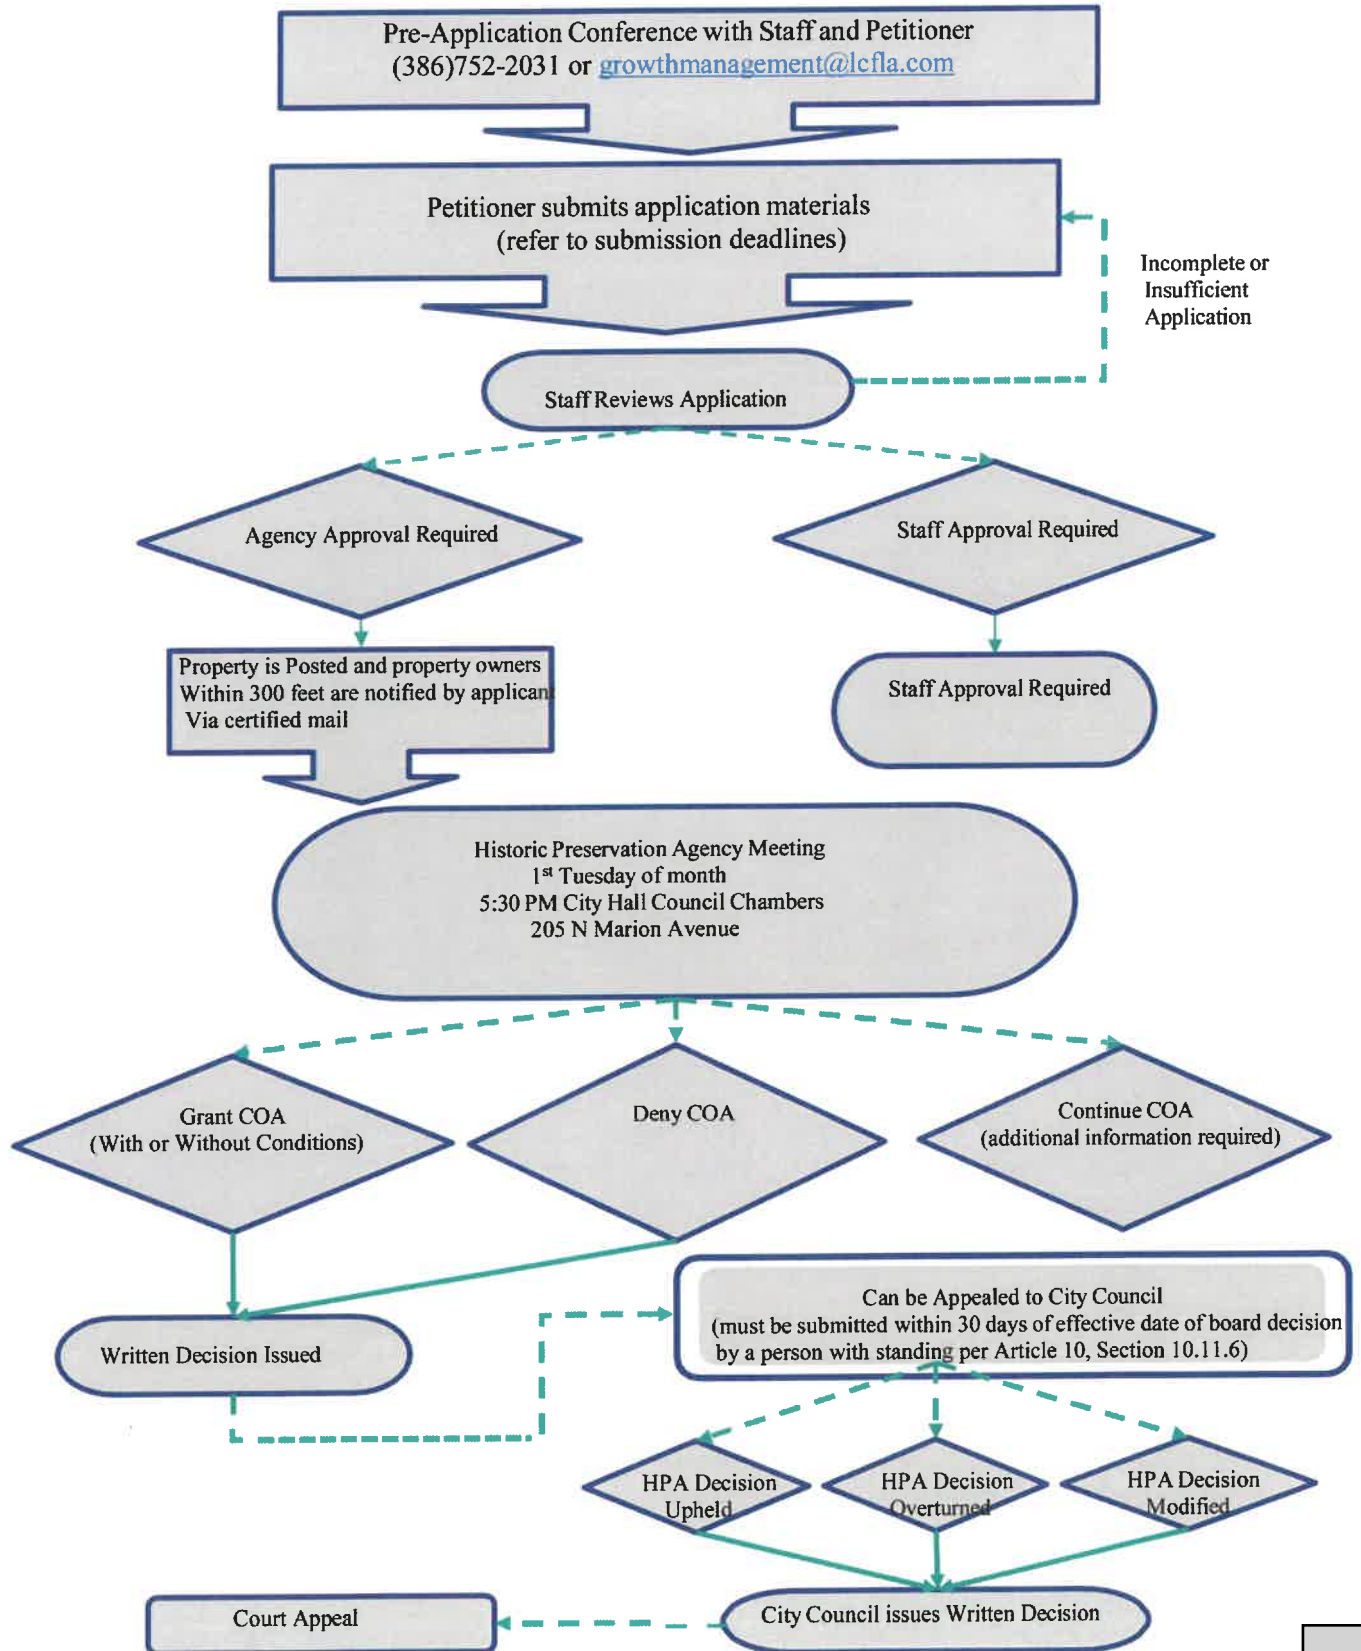 Pre-Application Conference with Staff and Petitioner
(386)752-2031 or growthmanagement@lcfla.com
Petitioner submits application materials
(refer to submission deadlines)
Incomplete or
Insufficient
Application
Staff Reviews Application
Agency Approval Required
Staff Approval Required
Property is Posted and property owners
Within 300 feet are notified by applicant
Via certified mail
Staff Approval Required
Historic Preservation Agency Meeting
1st Tuesday of month
5:30 PM City Hall Council Chambers
205 N Marion Avenue
Grant COA
(With or Without Conditions)
Deny COA
Continue COA
(additional information required)
Can be Appealed to City Council
(must be submitted within 30 days of effective date of board decision
by a person with standing per Article 10, Section 10.11.6)
Written Decision Issued
HPA Decision
Upheld
HPA Decision
Overturned
HPA Decision
Modified
City Council issues Written Decision
Court Appeal